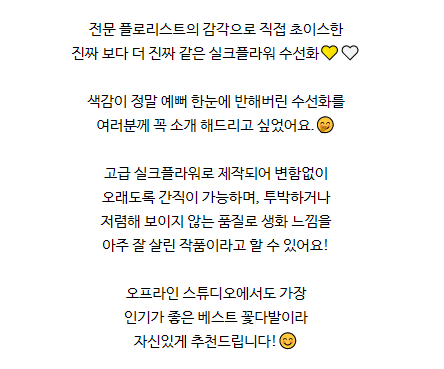 전문 플로리스트의 감각으로 직접 초이스한
진짜 보다 더 진짜 같은 실크플라워 수선화💛🤍
색감이 정말 예뻐 한눈에 반해버린 수선화를
여러분께 꼭 소개 해드리고 싶었어요.😋
고급 실크플라워로 제작되어 변함없이
오래도록 간직이 가능하며, 투박하거나
저렴해 보이지 않는 품질로 생화 느낌을
아주 잘 살린 작품이라고 할 수 있어요!
오프라인 스튜디오에서도 가장
인기가 좋은 베스트 꽃다발이라
자신있게 추천드립니다!😊